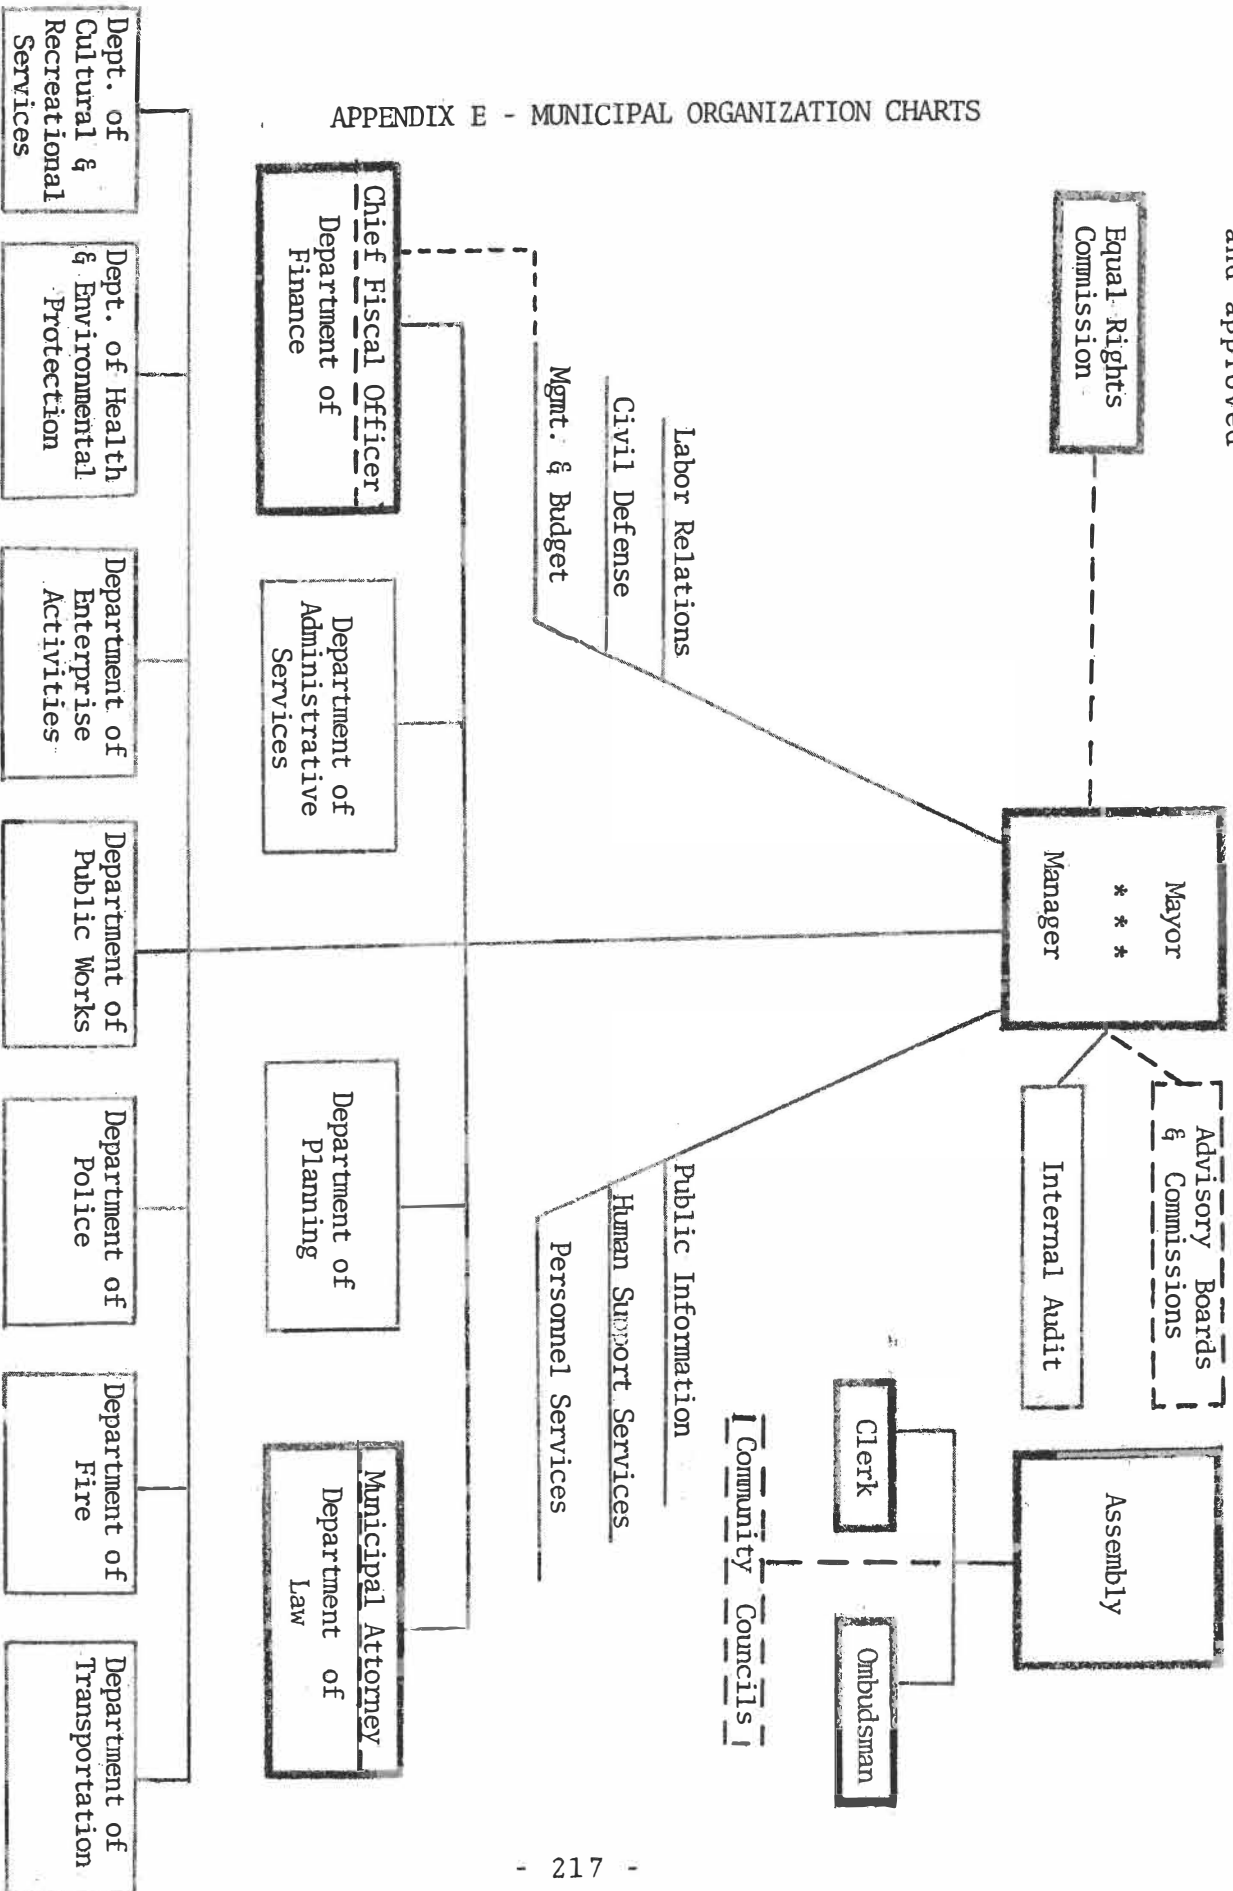 APPENDIX E - MUNICIPAL ORGANIZATION CHARTS
and approved
Equal Rights
Commission
Mayor
* * *
Manager
Advisory Boards
& Commissions
Internal Audit
Assembly
Clerk
Ombudsman
Community Councils
Labor Relations
Civil Defense
Mgmt. & Budget
Public Information
Human Support Services
Personnel Services
Chief Fiscal Officer
Department of
Finance
Department of
Administrative
Services
Department of
Planning
Municipal Attorney
Department of
Law
Dept. of
Cultural &
Recreational
Services
Dept. of Health
& Environmental
Protection
Department of
Enterprise
Activities
Department of
Public Works
Department of
Police
Department of
Fire
Department of
Transportation
- 217 -